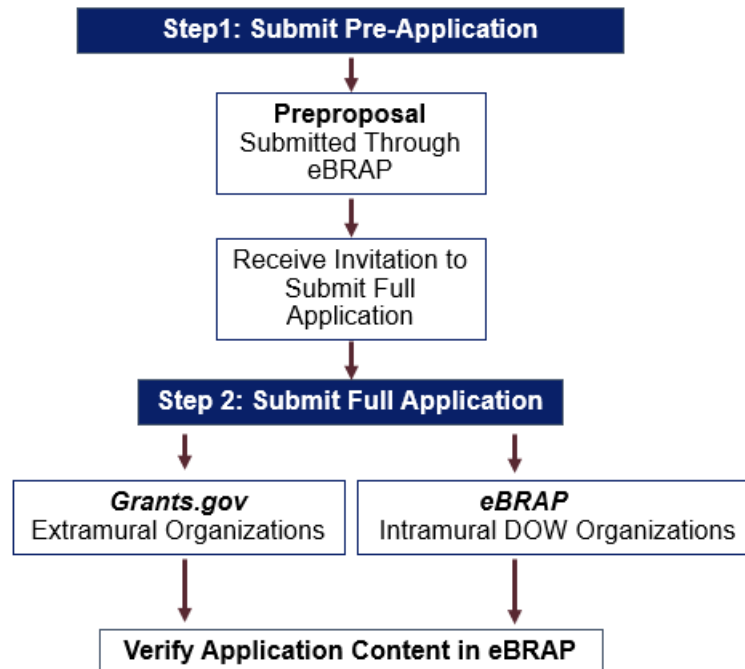 Step1: Submit Pre-Application
Preproposal
Submitted Through
eBRAP
Receive Invitation to
Submit Full
Application
Step 2: Submit Full Application
Grants.gov
Extramural Organizations
eBRAP
Intramural DOW Organizations
Verify Application Content in eBRAP